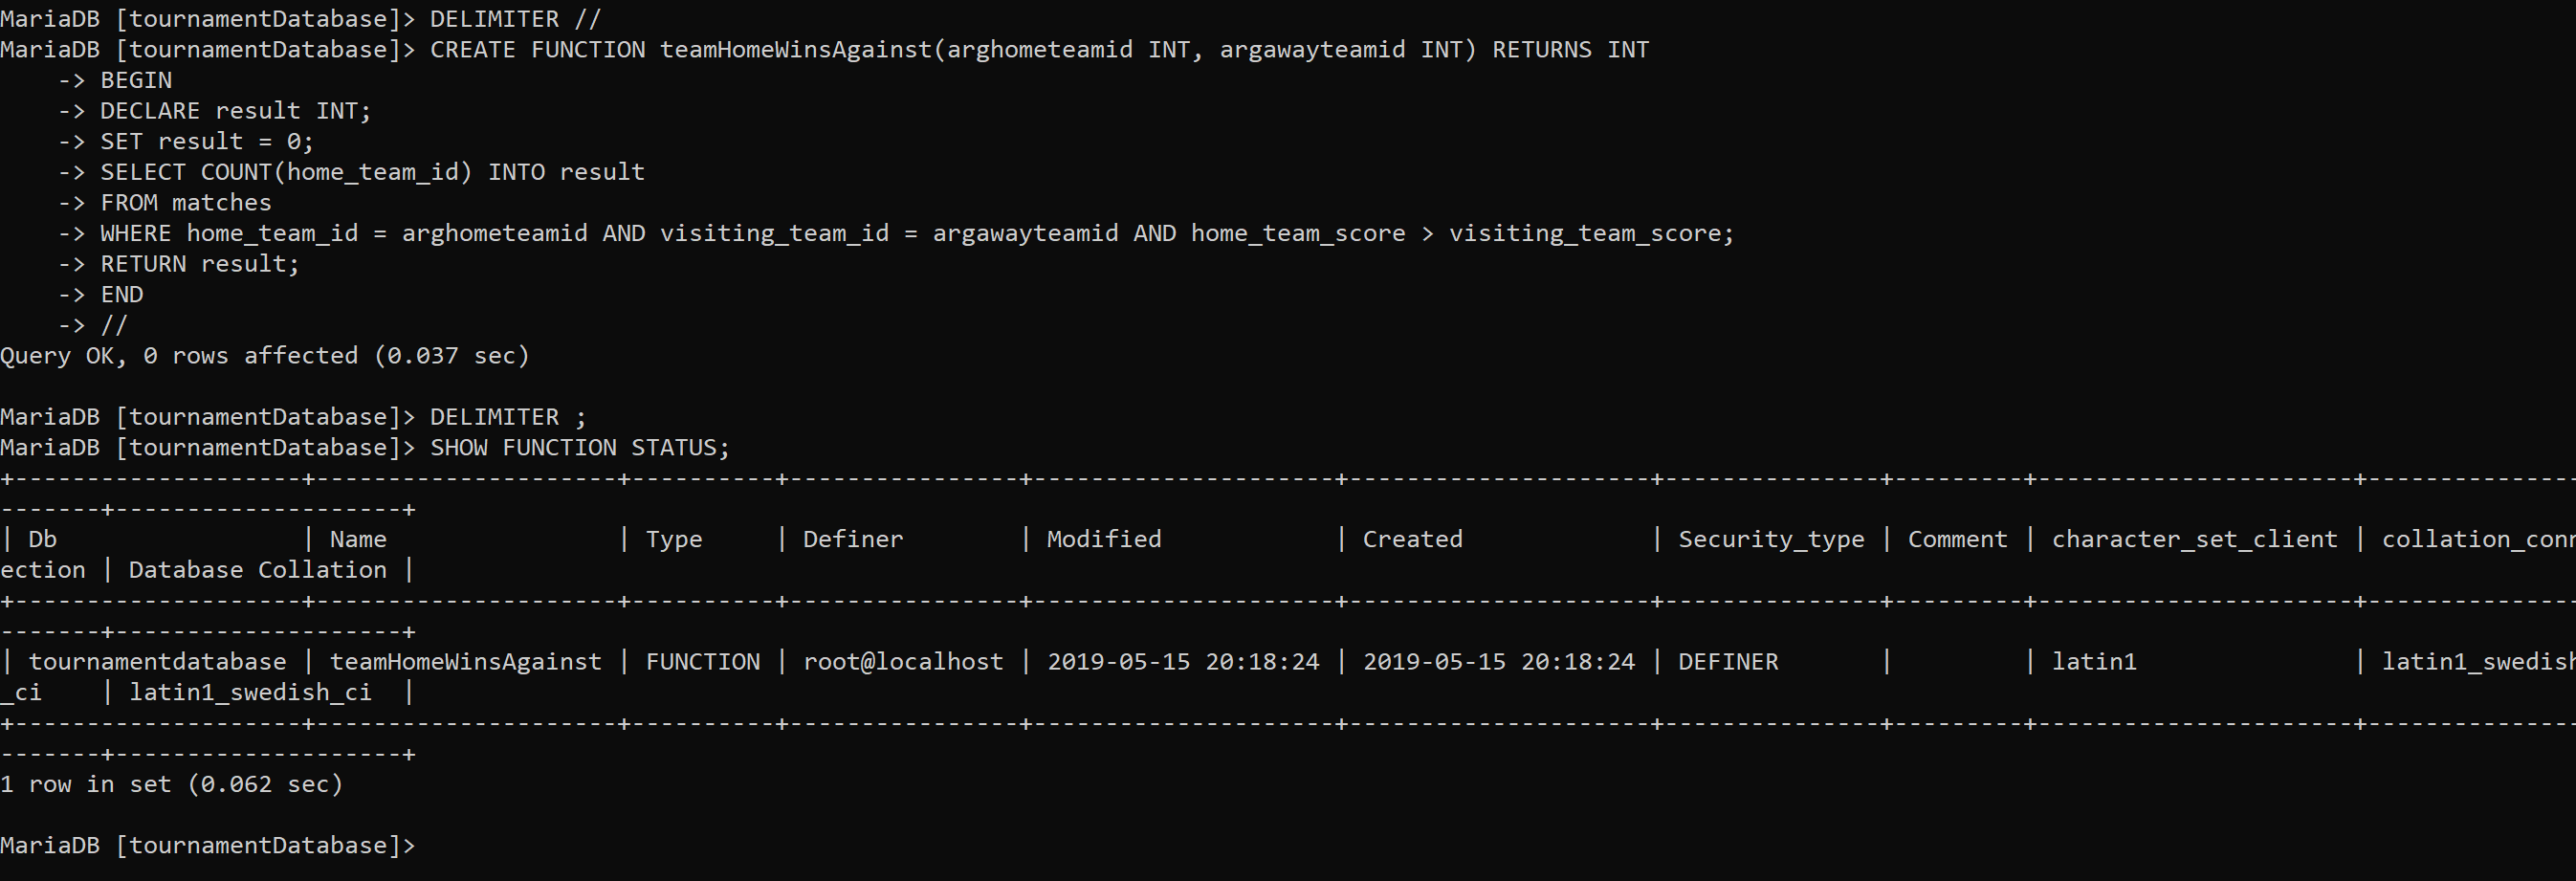 MariaDB [tournamentDatabase]> DELIMITER //
MariaDB [tournamentDatabase]> CREATE FUNCTION teamHomeWinsAgainst(arghometeamid INT, argawayteamid INT) RETURNS INT
    -> BEGIN
    -> DECLARE result INT;
    -> SET result = 0;
    -> SELECT COUNT(home_team_id) INTO result
    -> FROM matches
    -> WHERE home_team_id = arghometeamid AND visiting_team_id = argawayteamid AND home_team_score > visiting_team_score;
    -> RETURN result;
    -> END
    -> //
Query OK, 0 rows affected (0.037 sec)

MariaDB [tournamentDatabase]> DELIMITER ;
MariaDB [tournamentDatabase]> SHOW FUNCTION STATUS;
+--------------------+---------------------+----------+----------------+---------------------+---------------------+---------------+---------+----------------------+---------------
-------+--------------------+
| Db                 | Name                | Type     | Definer        | Modified            | Created             | Security_type | Comment | character_set_client | collation_conn
ection | Database Collation |
+--------------------+---------------------+----------+----------------+---------------------+---------------------+---------------+---------+----------------------+---------------
-------+--------------------+
| tournamentdatabase | teamHomeWinsAgainst | FUNCTION | root@localhost | 2019-05-15 20:18:24 | 2019-05-15 20:18:24 | DEFINER       |         | latin1               | latin1_swedish
_ci    | latin1_swedish_ci  |
+--------------------+---------------------+----------+----------------+---------------------+---------------------+---------------+---------+----------------------+---------------
-------+--------------------+
1 row in set (0.062 sec)

MariaDB [tournamentDatabase]>